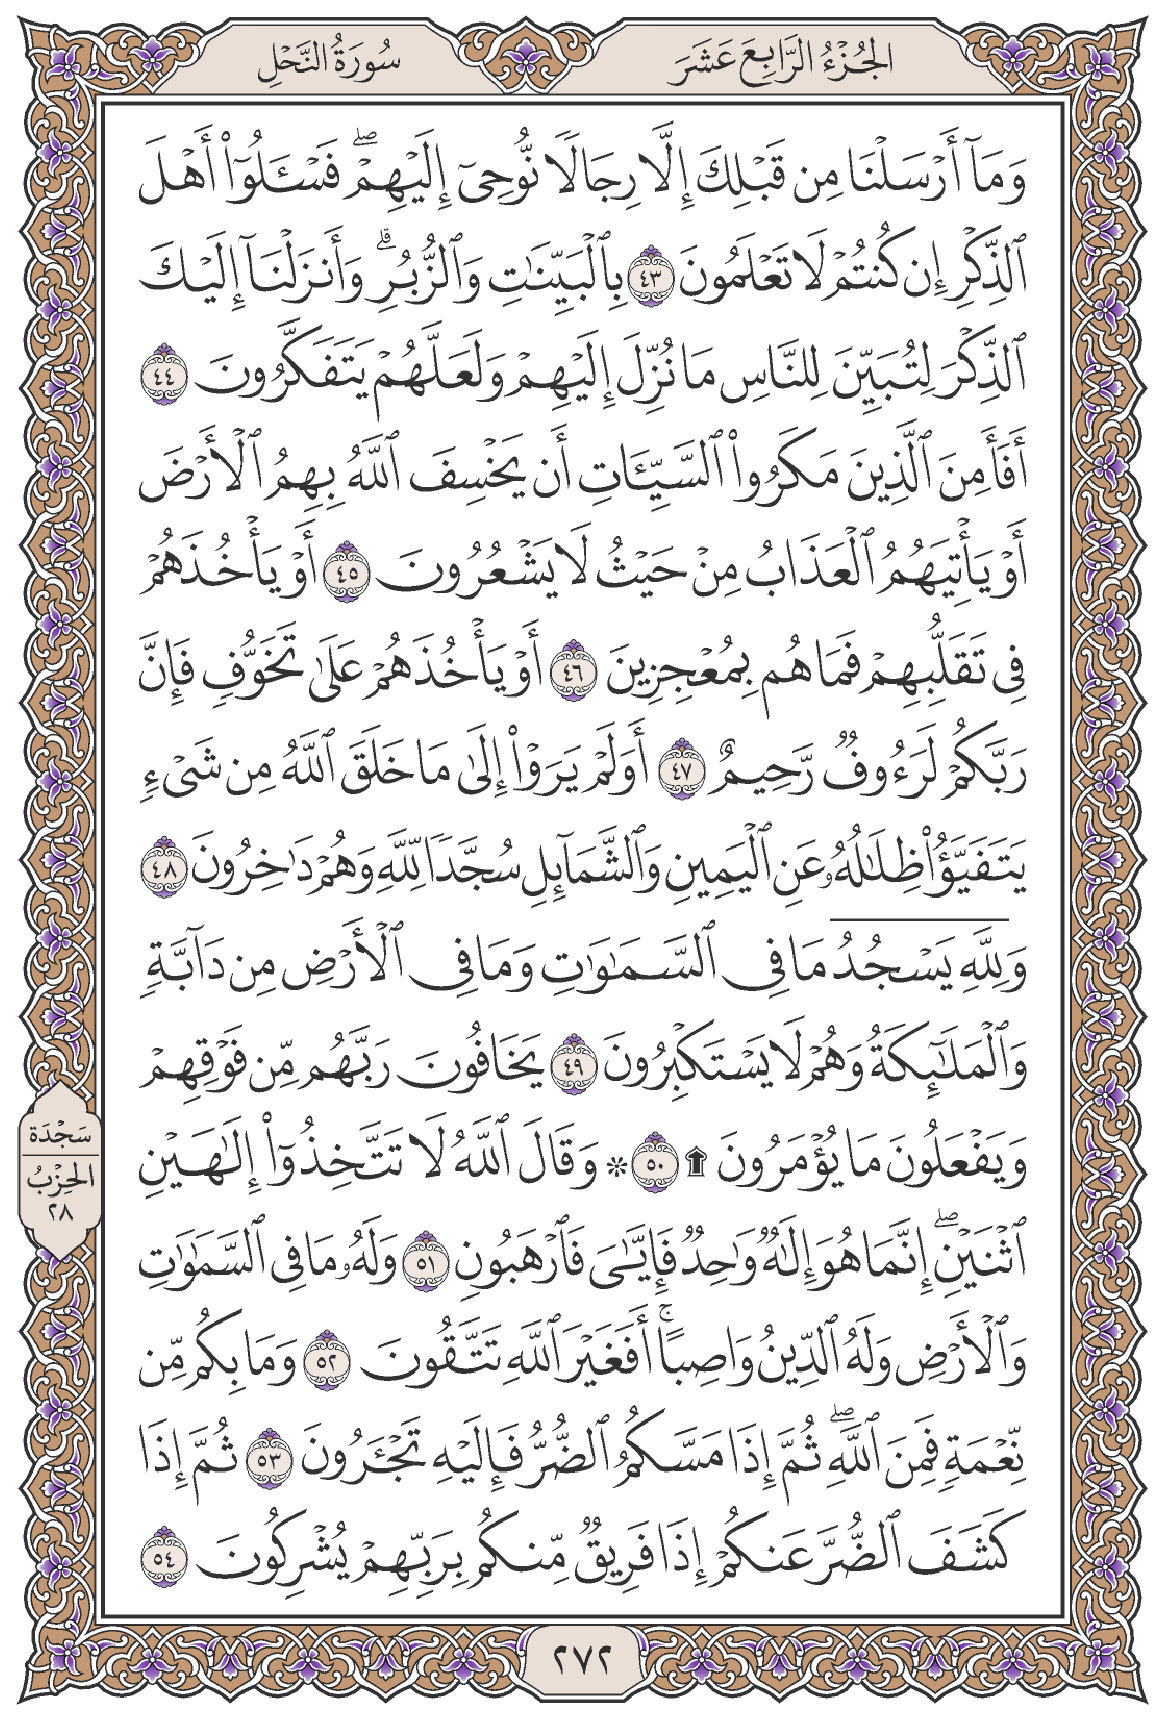 الجُزْءُ الرَّابِعَ عَشَرَ
سُورَةُ النَّحْلِ
وَمَآ أَرْسَلْنَا مِن قَبْلِكَ إِلَّا رِجَالًا نُّوحِىٓ إِلَيْهِمْۖ فَسْـَٔلُوٓاْ أَهْلَ
ٱلذِّكْرِ إِن كُنتُمْ لَا تَعْلَمُونَ ٤٣ بِٱلْبَيِّنَٰتِ وَٱلزُّبُرِۗ وَأَنزَلْنَآ إِلَيْكَ
ٱلذِّكْرَ لِتُبَيِّنَ لِلنَّاسِ مَا نُزِّلَ إِلَيْهِمْ وَلَعَلَّهُمْ يَتَفَكَّرُونَ ٤٤
أَفَأَمِنَ ٱلَّذِينَ مَكَرُواْ ٱلسَّيِّـَٔاتِ أَن يَخْسِفَ ٱللَّهُ بِهِمُ ٱلْأَرْضَ
أَوْ يَأْتِيَهُمُ ٱلْعَذَابُ مِنْ حَيْثُ لَا يَشْعُرُونَ ٤٥ أَوْ يَأْخُذَهُمْ
فِى تَقَلُّبِهِمْ فَمَا هُم بِمُعْجِزِينَ ٤٦ أَوْ يَأْخُذَهُمْ عَلَىٰ تَخَوُّفٍ فَإِنَّ
رَبَّكُمْ لَرَءُوفٌ رَّحِيمٌ ٤٧ أَوَلَمْ يَرَوْاْ إِلَىٰ مَا خَلَقَ ٱللَّهُ مِن شَىْءٍ
يَتَفَيَّؤُاْ ظِلَٰلُهُۥ عَنِ ٱلْيَمِينِ وَٱلشَّمَآئِلِ سُجَّدًا لِّلَّهِ وَهُمْ دَٰخِرُونَ ٤٨
وَلِلَّهِ يَسْجُدُ مَا فِى ٱلسَّمَٰوَٰتِ وَمَا فِى ٱلْأَرْضِ مِن دَآبَّةٍ
وَٱلْمَلَٰٓئِكَةُ وَهُمْ لَا يَسْتَكْبِرُونَ ٤٩ يَخَافُونَ رَبَّهُم مِّن فَوْقِهِمْ
وَيَفْعَلُونَ مَا يُؤْمَرُونَ ۩ ٥٠ ۞ وَقَالَ ٱللَّهُ لَا تَتَّخِذُوٓاْ إِلَٰهَيْنِ
ٱثْنَيْنِۖ إِنَّمَا هُوَ إِلَٰهٌ وَٰحِدٌ فَإِيَّٰىَ فَٱرْهَبُونِ ٥١ وَلَهُۥ مَا فِى ٱلسَّمَٰوَٰتِ
وَٱلْأَرْضِ وَلَهُ ٱلدِّينُ وَاصِبًاۚ أَفَغَيْرَ ٱللَّهِ تَتَّقُونَ ٥٢ وَمَا بِكُم مِّن
نِّعْمَةٍ فَمِنَ ٱللَّهِۖ ثُمَّ إِذَا مَسَّكُمُ ٱلضُّرُّ فَإِلَيْهِ تَجْـَٔرُونَ ٥٣ ثُمَّ إِذَا
كَشَفَ ٱلضُّرَّ عَنكُمْ إِذَا فَرِيقٌ مِّنكُم بِرَبِّهِمْ يُشْرِكُونَ ٥٤
سَجْدَة
الحِزْبُ
٢٨
٢٧٢